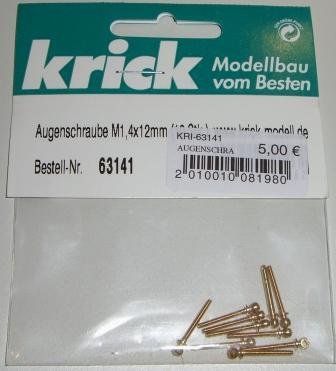 krick
Modellbau
vom Besten
Augenschraube M1,4x12mm www.krick-modell.de
KRI-63141
Bestell-Nr. 63141
AUGENSCHRA 5,00 €
2 010010 081980